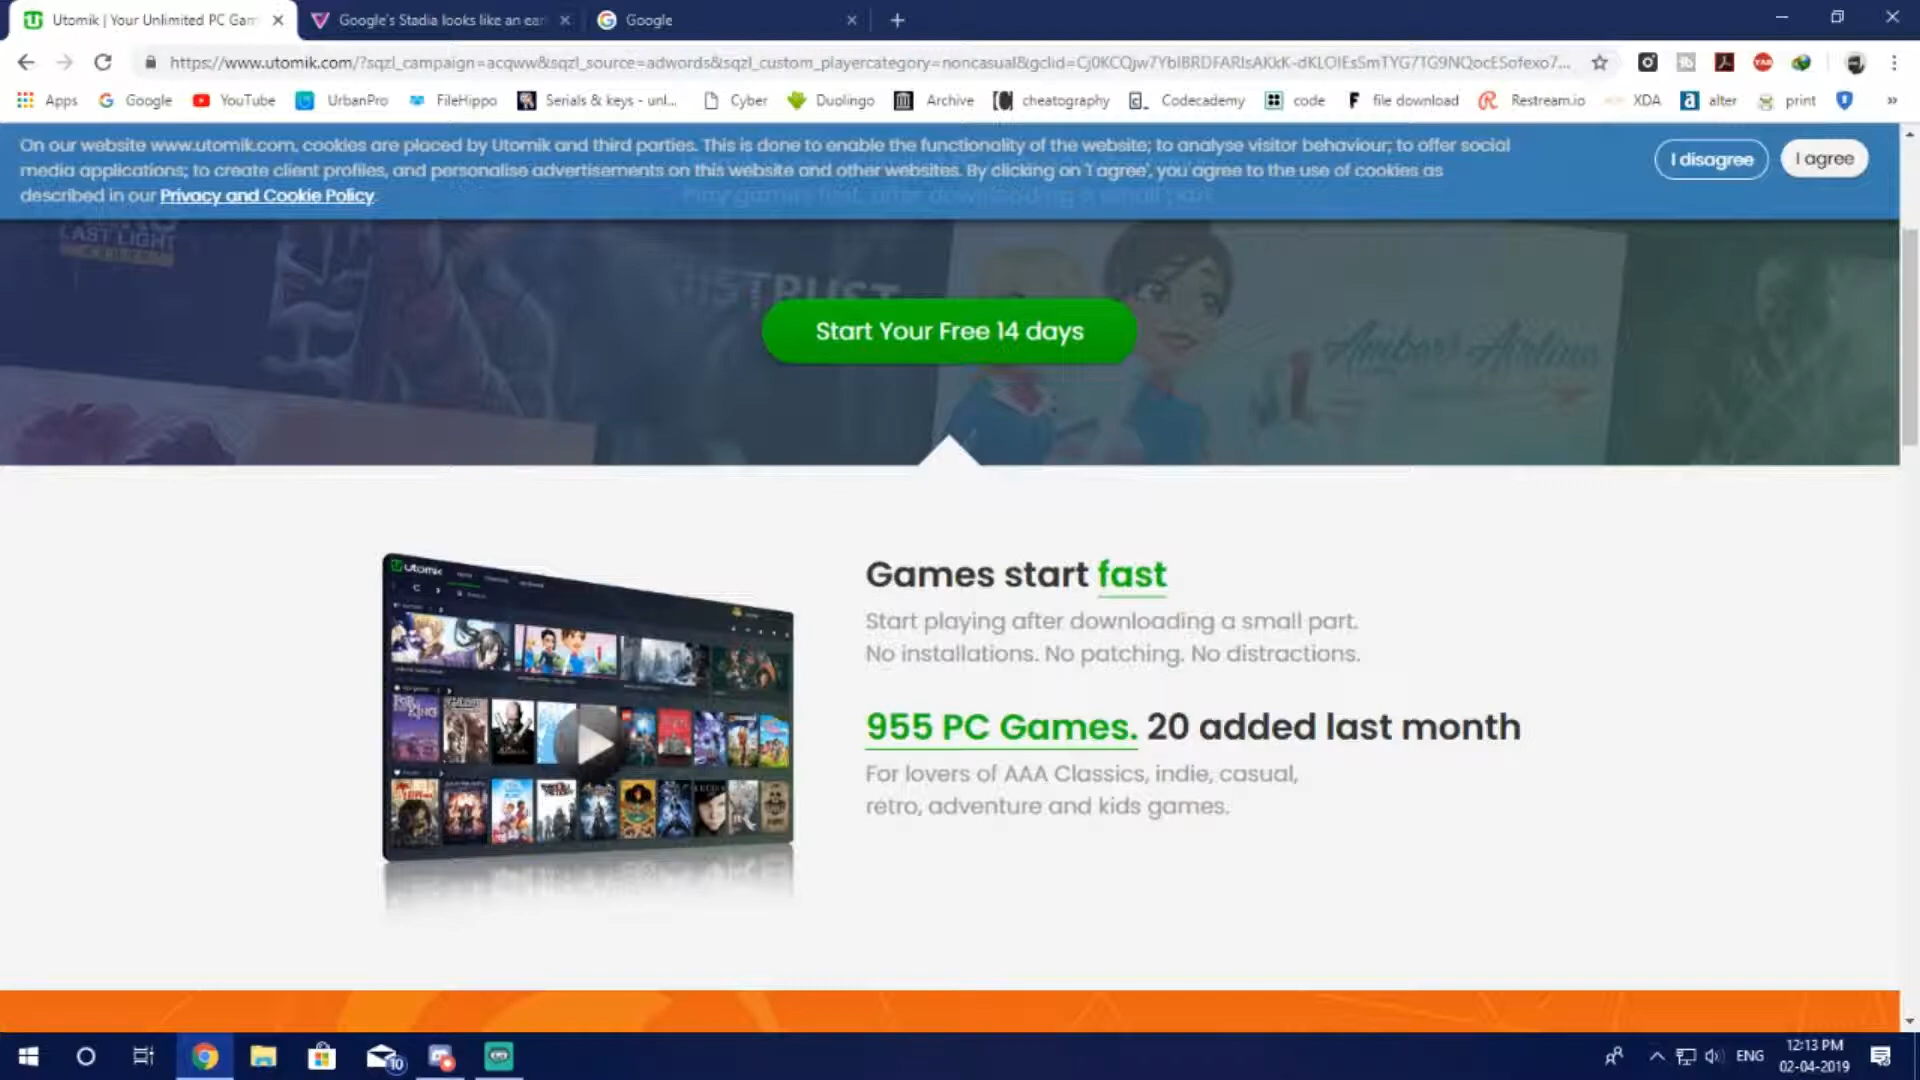 Utomik | Your Unlimited PC Gam
Google's Stadia looks like an ear
Google
https://www.utomik.com/?sqzl_campaign=acqww&sqzl_source=adwords&sqzl_custom_playercategory=noncasual&gclid=
Apps
Google
YouTube
UrbanPro
FileHippo
Serials & keys - unl...
Cyber
Duolingo
Archive
cheatography
Codecademy
code
file download
Restream.io
XDA
alter
print
»
On our website www.utomik.com, cookies are placed by Utomik and third parties. This is done to enable the functionality of the website; to analyse visitor behaviour; to offer social
media applications; to create client profiles, and personalise advertisements on this website and other websites. By clicking on 'I agree', you agree to the use of cookies as
described in our Privacy and Cookie Policy.
I disagree
I agree
Play games fast, after downloading a small part
LAST LIGHT
Start Your Free 14 days
utomik
Games start fast
Start playing after downloading a small part.
No installations. No patching. No distractions.
955 PC Games. 20 added last month
For lovers of AAA Classics, indie, casual,
retro, adventure and kids games.
10
ENG
12:13 PM
02-04-2019